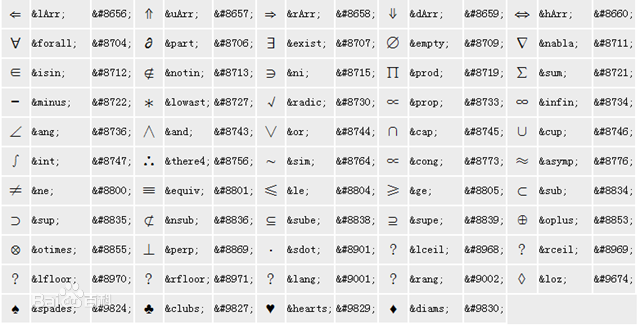 ⇐ &lArr; &#8656; ⇑ &uArr; &#8657; ⇒ &rArr; &#8658; ⇓ &dArr; &#8659; ⇔ &hArr; &#8660;
∀ &forall; &#8704; ∂ &part; &#8706; ∃ &exist; &#8707; ∅ &empty; &#8709; ∇ &nabla; &#8711;
∈ &isin; &#8712; ∉ &notin; &#8713; ∋ &ni; &#8715; ∏ &prod; &#8719; ∑ &sum; &#8721;
− &minus; &#8722; ∗ &lowast; &#8727; √ &radic; &#8730; ∝ &prop; &#8733; ∞ &infin; &#8734;
∠ &ang; &#8736; ∧ &and; &#8743; ∨ &or; &#8744; ∩ &cap; &#8745; ∪ &cup; &#8746;
∫ &int; &#8747; ∴ &there4; &#8756; ∼ &sim; &#8764; ∝ &cong; &#8773; ≈ &asymp; &#8776;
≠ &ne; &#8800; ≡ &equiv; &#8801; ≤ &le; &#8804; ≥ &ge; &#8805; ⊂ &sub; &#8834;
⊃ &sup; &#8835; ⊄ &nsub; &#8836; ⊆ &sube; &#8838; ⊇ &supe; &#8839; ⊕ &oplus; &#8853;
⊗ &otimes; &#8855; ⊥ &perp; &#8869; ⋅ &sdot; &#8901; ? &lceil; &#8968; ? &rceil; &#8969;
? &lfloor; &#8970; ? &rfloor; &#8971; ? &lang; &#9001; ? &rang; &#9002; ◊ &loz; &#9674;
♠ &spades; &#9824; ♣ &clubs; &#9827; ♥ &hearts; &#9829; ♦ &diams; &#9830;
Bai百科